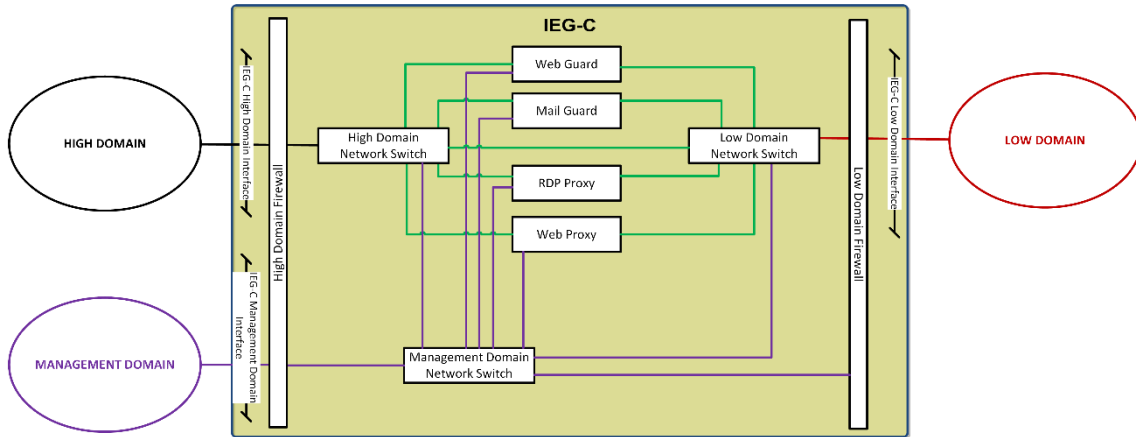 IEG-C
Web Guard
Mail Guard
High Domain
Network Switch
Low Domain
Network Switch
RDP Proxy
Web Proxy
Management Domain
Network Switch
HIGH DOMAIN
IEG-C High Domain Interface
High Domain Firewall
MANAGEMENT DOMAIN
IEG-C Management Domain
Interface
Low Domain Firewall
IEG-C Low Domain Interface
LOW DOMAIN